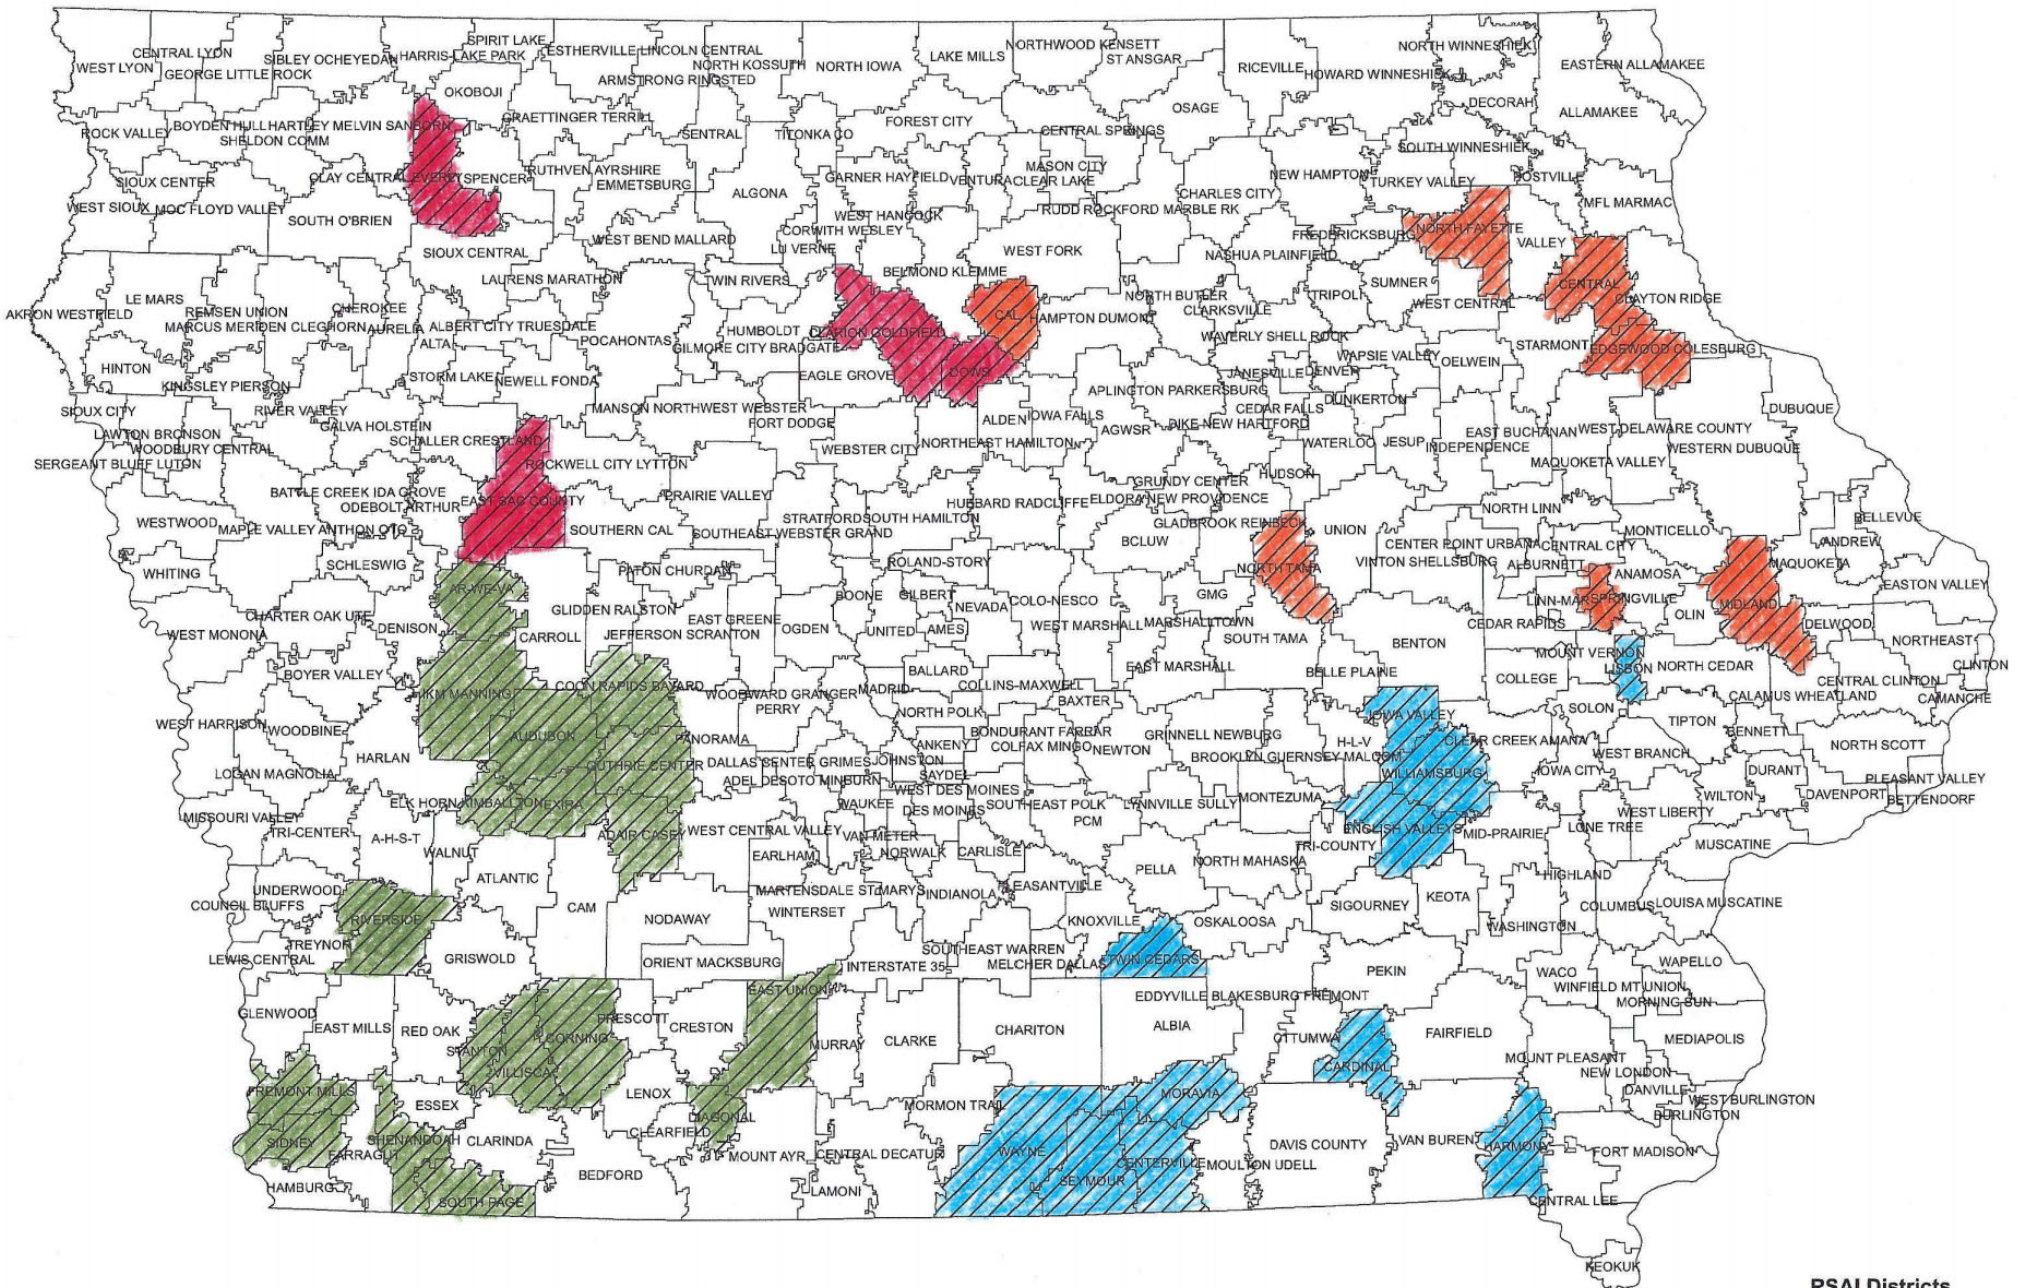 SPIRIT LAKE
CENTRAL LYON
SIBLEY OCHEYEDAN
HARRIS-LAKE PARK
ESTHERVILLE LINCOLN CENTRAL
NORTHWOOD KENSETT
NORTH WINNESHIEK
WEST LYON
GEORGE LITTLE ROCK
NORTH KOSSUTH
NORTH IOWA
LAKE MILLS
ST ANSGAR
RICEVILLE
HOWARD WINNESHIEK
EASTERN ALLAMAKEE
ARMSTRONG RINGSTED
OKOBOJI
OSAGE
DECORAH
ALLAMAKEE
ROCK VALLEY
BOYDEN HULL
HARTLEY MELVIN SANBORN
GRAETTINGER TERRILL
SENTRAL
TITONKA CO
FOREST CITY
CENTRAL SPRINGS
SHELDON COMM
SOUTH WINNESHIEK
SIOUX CENTER
CLAY CENTRAL EVERLY
SPENCER
RUTHVEN AYRSHIRE
EMMETSBURG
ALGONA
GARNER HAYFIELD
VENTURA
CLEAR LAKE
MASON CITY
CHARLES CITY
NEW HAMPTON
TURKEY VALLEY
POSTVILLE
WEST SIOUX
MOC FLOYD VALLEY
SOUTH O'BRIEN
WEST HANCOCK
RUDD ROCKFORD MARBLE RK
MFL MARMAC
SIOUX CENTRAL
WEST BEND MALLARD
CORWITH WESLEY
LU VERNE
WEST FORK
FREDERICKSBURG
NORTH FAYETTE
VALLEY
NASHUA PLAINFIELD
LAURENS MARATHON
TWIN RIVERS
BELMOND KLEMME
SUMNER
CENTRAL
LE MARS
REMSEN UNION
CHEROKEE
NORTH BUTLER
TRIPOLI
WEST CENTRAL
CLAYTON RIDGE
AKRON WESTFIELD
MARCUS MERIDEN CLEGHORN
AURELIA
ALBERT CITY TRUESDALE
CAL
HAMPTON DUMONT
CLARKSVILLE
ALTA
POCAHONTAS
HUMBOLDT
CLARION GOLDFIELD
WAVERLY SHELL ROCK
GILMORE CITY BRADGATE
STARMONT
EDGEWOOD COLESBURG
HINTON
KINGSLEY PIERSON
STORM LAKE
NEWELL FONDA
EAGLE GROVE
DOWS
JANESVILLE
DENVER
WAPSIE VALLEY
OELWEIN
SIOUX CITY
RIVER VALLEY
MANSON NORTHWEST WEBSTER
APLINGTON PARKERSBURG
DUNKERTON
DUBUQUE
LAWTON BRONSON
GALVA HOLSTEIN
FORT DODGE
ALDEN
IOWA FALLS
CEDAR FALLS
AGWSR
DIKE-NEW HARTFORD
WOODBURY CENTRAL
SCHALLER CRESTLAND
WEBSTER CITY
NORTHEAST HAMILTON
WATERLOO
JESUP
EAST BUCHANAN
INDEPENDENCE
WEST DELAWARE COUNTY
WESTERN DUBUQUE
SERGEANT BLUFF LUTON
ROCKWELL CITY LYTTON
MAQUOKETA VALLEY
BATTLE CREEK IDA GROVE
ODEBOLT ARTHUR
EAST SAC COUNTY
PRAIRIE VALLEY
HUBBARD RADCLIFFE
ELDORA NEW PROVIDENCE
GRUNDY CENTER
HUDSON
NORTH LINN
WESTWOOD
MAPLE VALLEY ANTHON OTO
SOUTHERN CAL
SOUTHEAST WEBSTER GRAND
STRATFORD
SOUTH HAMILTON
GLADBROOK REINBECK
UNION
MONTICELLO
BELLEVUE
BCLUW
CENTER POINT URBANA
CENTRAL CITY
ANDREW
WHITING
SCHLESWIG
PATON CHURDAN
ROLAND-STORY
NORTH TAMA
VINTON SHELLSBURG
ALBURNETT
ANAMOSA
MAQUOKETA
AR-WE-VA
BOONE
GILBERT
NEVADA
COLO-NESCO
GMG
LINN-MAR
SPRINGVILLE
MIDLAND
EASTON VALLEY
CHARTER OAK UTE
GLIDDEN RALSTON
EAST GREENE
OLIN
WEST MONONA
DENISON
CARROLL
JEFFERSON SCRANTON
OGDEN
UNITED
AMES
WEST MARSHALL
MARSHALLTOWN
SOUTH TAMA
BENTON
CEDAR RAPIDS
DELWOOD
NORTHEAST
BOYER VALLEY
BALLARD
EAST MARSHALL
BELLE PLAINE
COLLEGE
MOUNT VERNON
LISBON
NORTH CEDAR
CENTRAL CLINTON
CLINTON
IKM MANNING
COON RAPIDS BAYARD
WOODWARD GRANGER
MADRID
COLLINS-MAXWELL
PERRY
BAXTER
CALAMUS WHEATLAND
CAMANCHE
WEST HARRISON
WOODBINE
NORTH POLK
IOWA VALLEY
SOLON
TIPTON
AUDUBON
PANORAMA
BONDURANT FARRAR
GRINNELL NEWBURG
H-L-V
CLEAR CREEK AMANA
BENNETT
HARLAN
ANKENY
COLFAX MINGO
NEWTON
BROOKLYN GUERNSEY MALCOM
WEST BRANCH
NORTH SCOTT
LOGAN MAGNOLIA
GUTHRIE CENTER
DALLAS CENTER GRIMES
JOHNSTON
WILLIAMSBURG
IOWA CITY
DURANT
PLEASANT VALLEY
ADEL DESOTO MINBURN
SAYDEL
WEST DES MOINES
ELK HORN KIMBALLTON
EXIRA
WAUKEE
DES MOINES
SOUTHEAST POLK
LYNNVILLE SULLY
MONTEZUMA
WILTON
DAVENPORT
BETTENDORF
MISSOURI VALLEY
PCM
WEST LIBERTY
TRI-CENTER
A-H-S-T
ADAIR CASEY
WEST CENTRAL VALLEY
VAN METER
ENGLISH VALLEYS
MID-PRAIRIE
LONE TREE
WALNUT
EARLHAM
NORWALK
CARLISLE
TRI-COUNTY
MUSCATINE
ATLANTIC
PELLA
NORTH MAHASKA
HIGHLAND
UNDERWOOD
COUNCIL BLUFFS
MARTENSDALE ST MARYS
INDIANOLA
PLEASANTVILLE
KEOTA
RIVERSIDE
CAM
NODAWAY
WINTERSET
KNOXVILLE
OSKALOOSA
SIGOURNEY
COLUMBUS
LOUISA MUSCATINE
WASHINGTON
TREYNOR
LEWIS CENTRAL
GRISWOLD
ORIENT MACKSBURG
INTERSTATE 35
SOUTHEAST WARREN
MELCHER DALLAS
TWIN CEDARS
PEKIN
WACO
WAPELLO
WINFIELD MT UNION
MORNING SUN
GLENWOOD
EAST UNION
EDDYVILLE BLAKESBURG FREMONT
EAST MILLS
RED OAK
PRESCOTT
CRESTON
CHARITON
ALBIA
STANTON
CORNING
MURRAY
CLARKE
OTTUMWA
FAIRFIELD
MEDIAPOLIS
VILLISCA
CARDINAL
MOUNT PLEASANT
NEW LONDON
FREMONT MILLS
ESSEX
LENOX
MORMON TRAIL
MORAVIA
DANVILLE
WEST BURLINGTON
BURLINGTON
DIAGONAL
SIDNEY
SHENANDOAH
CLARINDA
CLEARFIELD
FARRAGUT
MOUNT AYR
CENTRAL DECATUR
WAYNE
CENTERVILLE
MOULTON UDELL
DAVIS COUNTY
VAN BUREN
HARMONY
FORT MADISON
HAMBURG
BEDFORD
LAMONI
SEYMOUR
SOUTH PAGE
CENTRAL LEE
KEOKUK
RSAI Districts